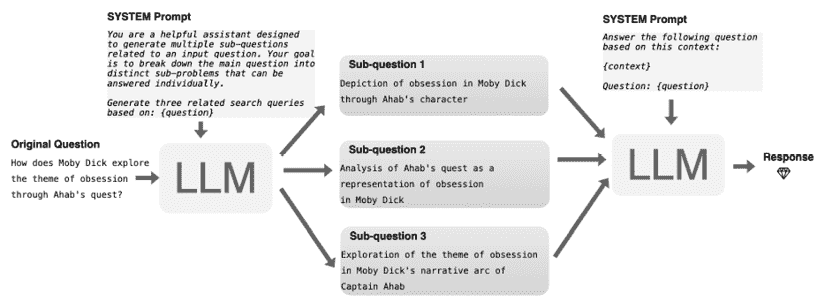 SYSTEM Prompt
You are a helpful assistant designed
to generate multiple sub-questions
related to an input question. Your goal
is to break down the main question into
distinct sub-problems that can be
answered individually.
Generate three related search queries
based on: {question}
Original Question
How does Moby Dick explore
the theme of obsession
through Ahab's quest?
LLM
Sub-question 1
Depiction of obsession in Moby Dick
through Ahab's character
Sub-question 2
Analysis of Ahab's quest as a
representation of obsession
in Moby Dick
Sub-question 3
Exploration of the theme of obsession
in Moby Dick's narrative arc of
Captain Ahab
SYSTEM Prompt
Answer the following question
based on this context:
{context}
Question: {question}
LLM
Response